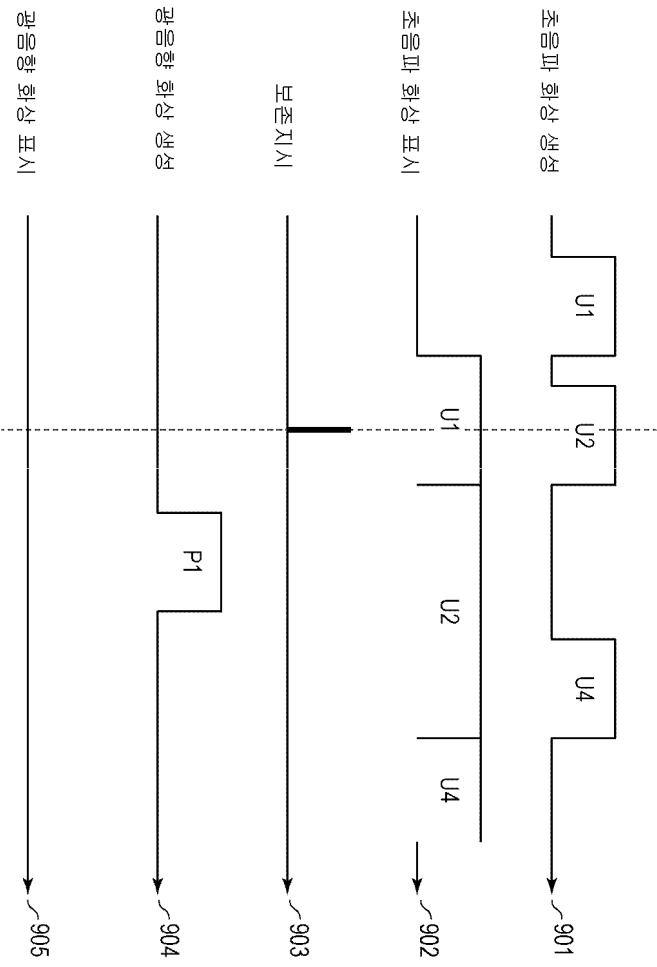 초음파 화상 생성
U1
U2
U4
901
초음파 화상 표시
U1
U2
U4
902
보존지시
903
광음향 화상 생성
P1
904
광음향 화상 표시
905